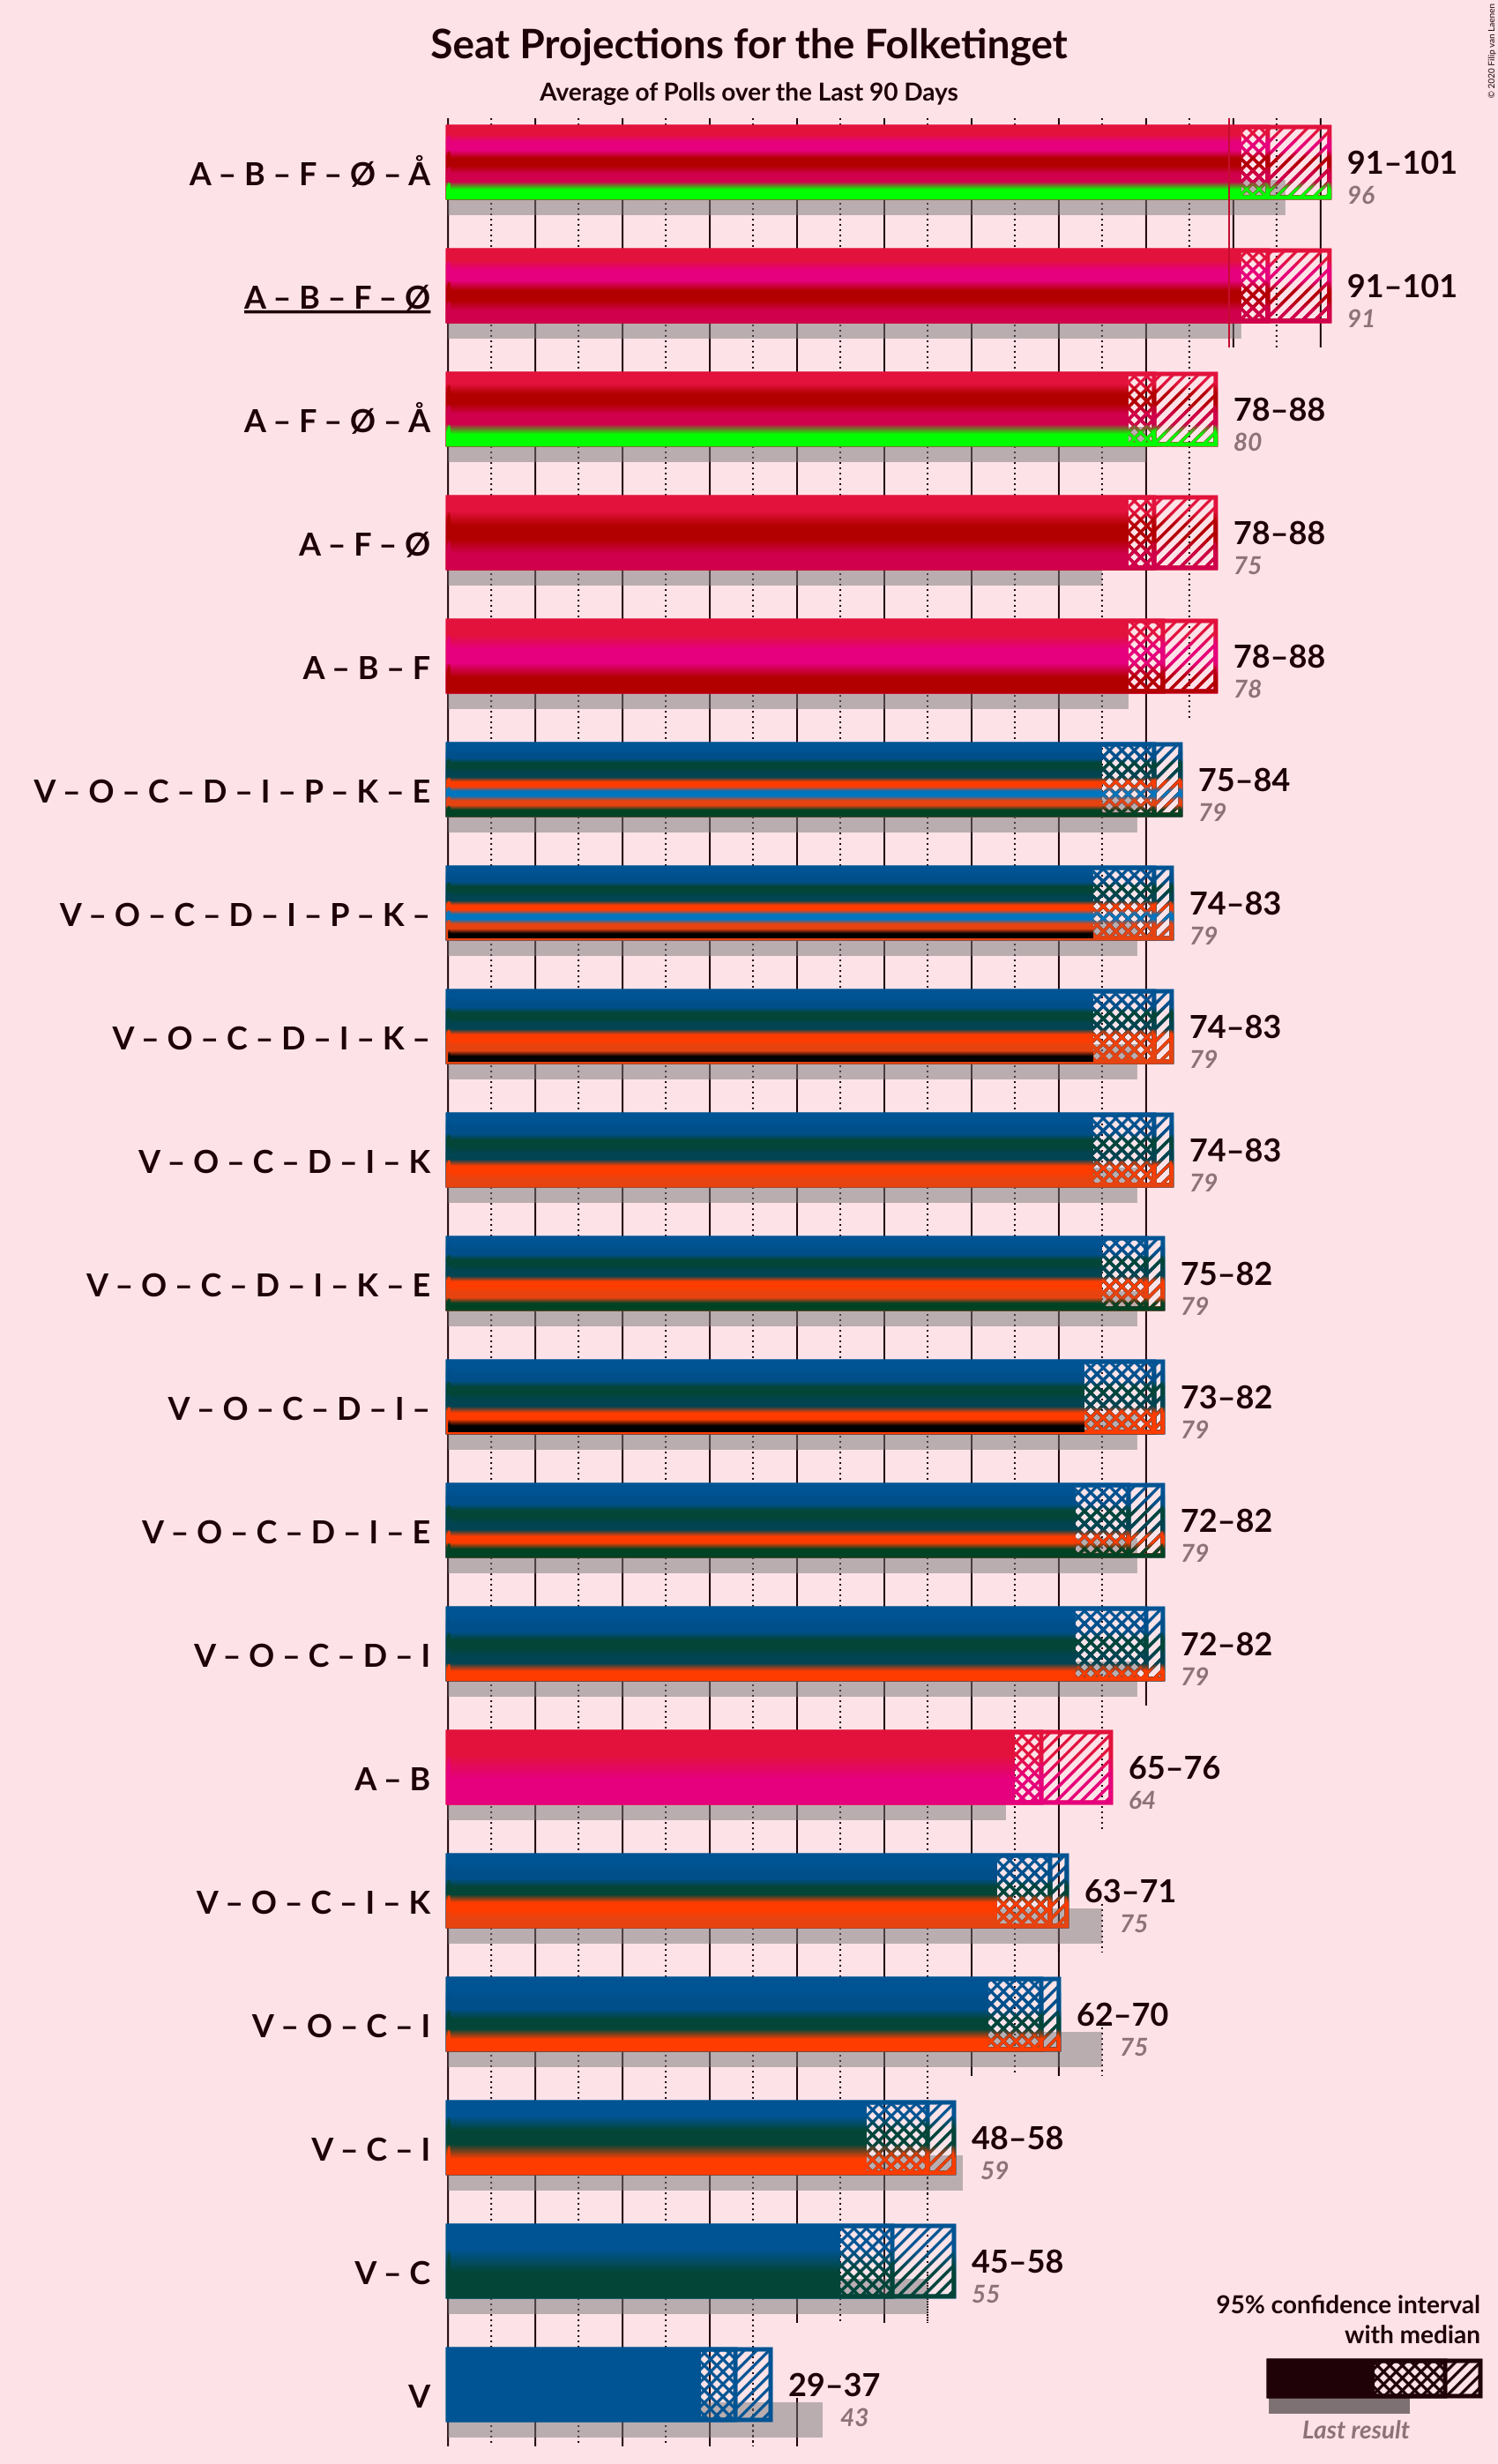 Seat Projections for the Folketinget
Average of Polls over the Last 90 Days
© 2020 Filip van Laenen
A – B – F – Ø – Å
91–101
96
A – B – F – Ø
91–101
91
A – F – Ø – Å
78–88
80
A – F – Ø
78–88
75
A – B – F
78–88
78
V – O – C – D – I – P – K – E
75–84
79
V – O – C – D – I – P – K –
74–83
79
V – O – C – D – I – K –
74–83
79
V – O – C – D – I – K
74–83
79
V – O – C – D – I – K – E
75–82
79
V – O – C – D – I –
73–82
79
V – O – C – D – I – E
72–82
79
V – O – C – D – I
72–82
79
A – B
65–76
64
V – O – C – I – K
63–71
75
V – O – C – I
62–70
75
V – C – I
48–58
59
V – C
45–58
55
V
29–37
43
95% confidence interval
with median
Last result